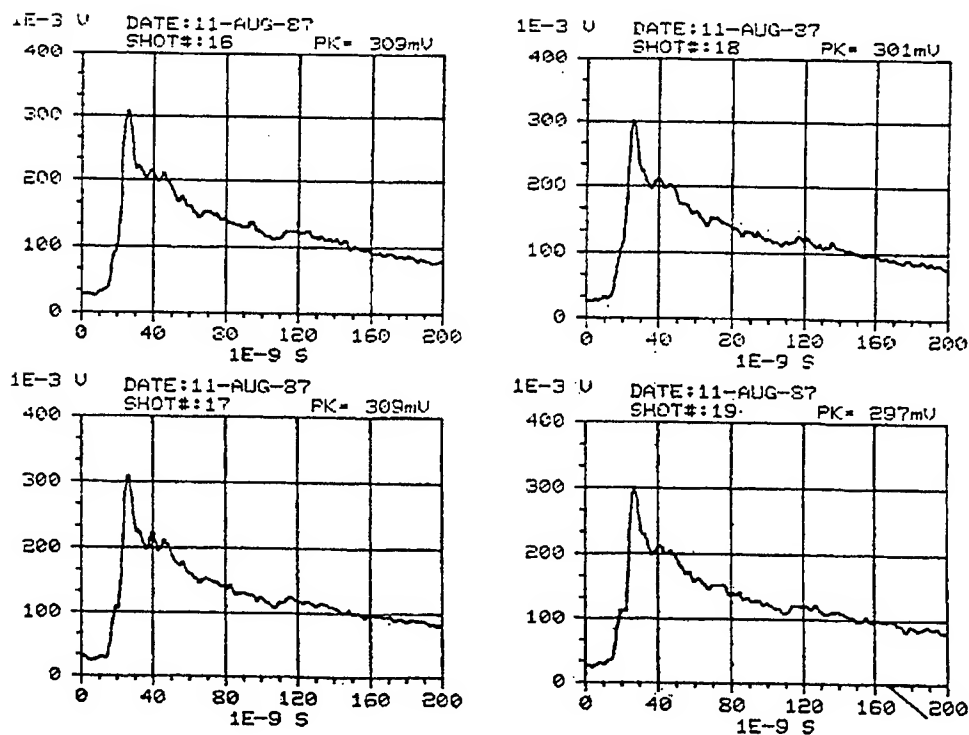 .E-3 V DATE:11-AUG-87
SHOT#:16 PK= 309mV
400
300
200
100
0
0 40 80 120 160 200
1E-9 S
1E-3 V DATE:11-AUG-87
SHOT#:18 PK= 301mV
400
300
200
100
0
0 40 80 120 160 200
1E-9 S
1E-3 V DATE:11-AUG-87
SHOT#:17 PK= 309mV
400
300
200
100
0
0 40 80 120 160 200
1E-9 S
1E-3 V DATE:11-AUG-87
SHOT#:19 PK= 297mV
400
300
200
100
0
0 40 80 120 160 200
1E-9 S